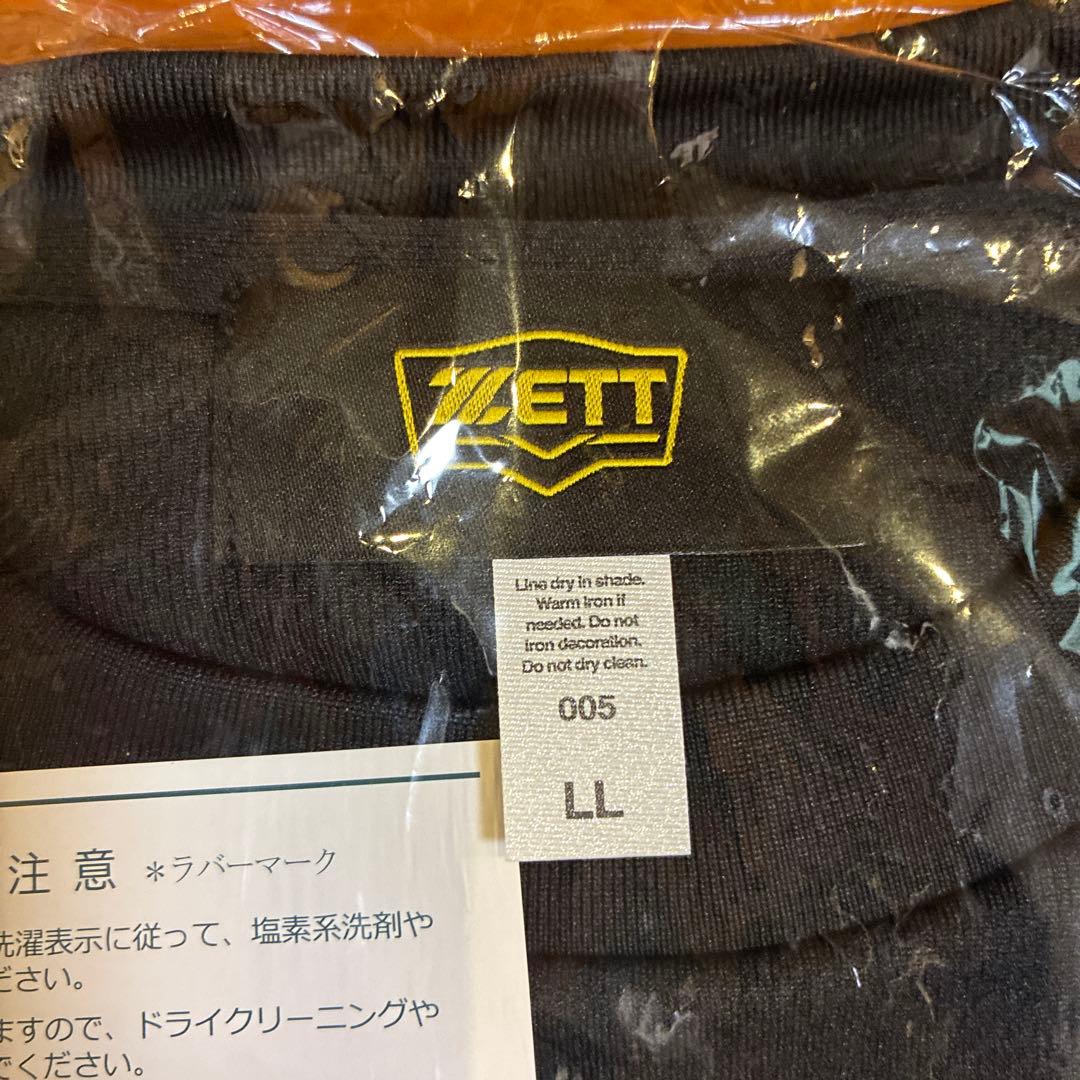 ZETT
Line dry in shade.
Warm iron if
needed. Do not
iron decoration.
Do not dry clean.
005
LL
注意 *ラバーマーク
洗濯表示に従って、塩素系洗剤や
ださい。
ますので、ドライクリーニングや
でください。